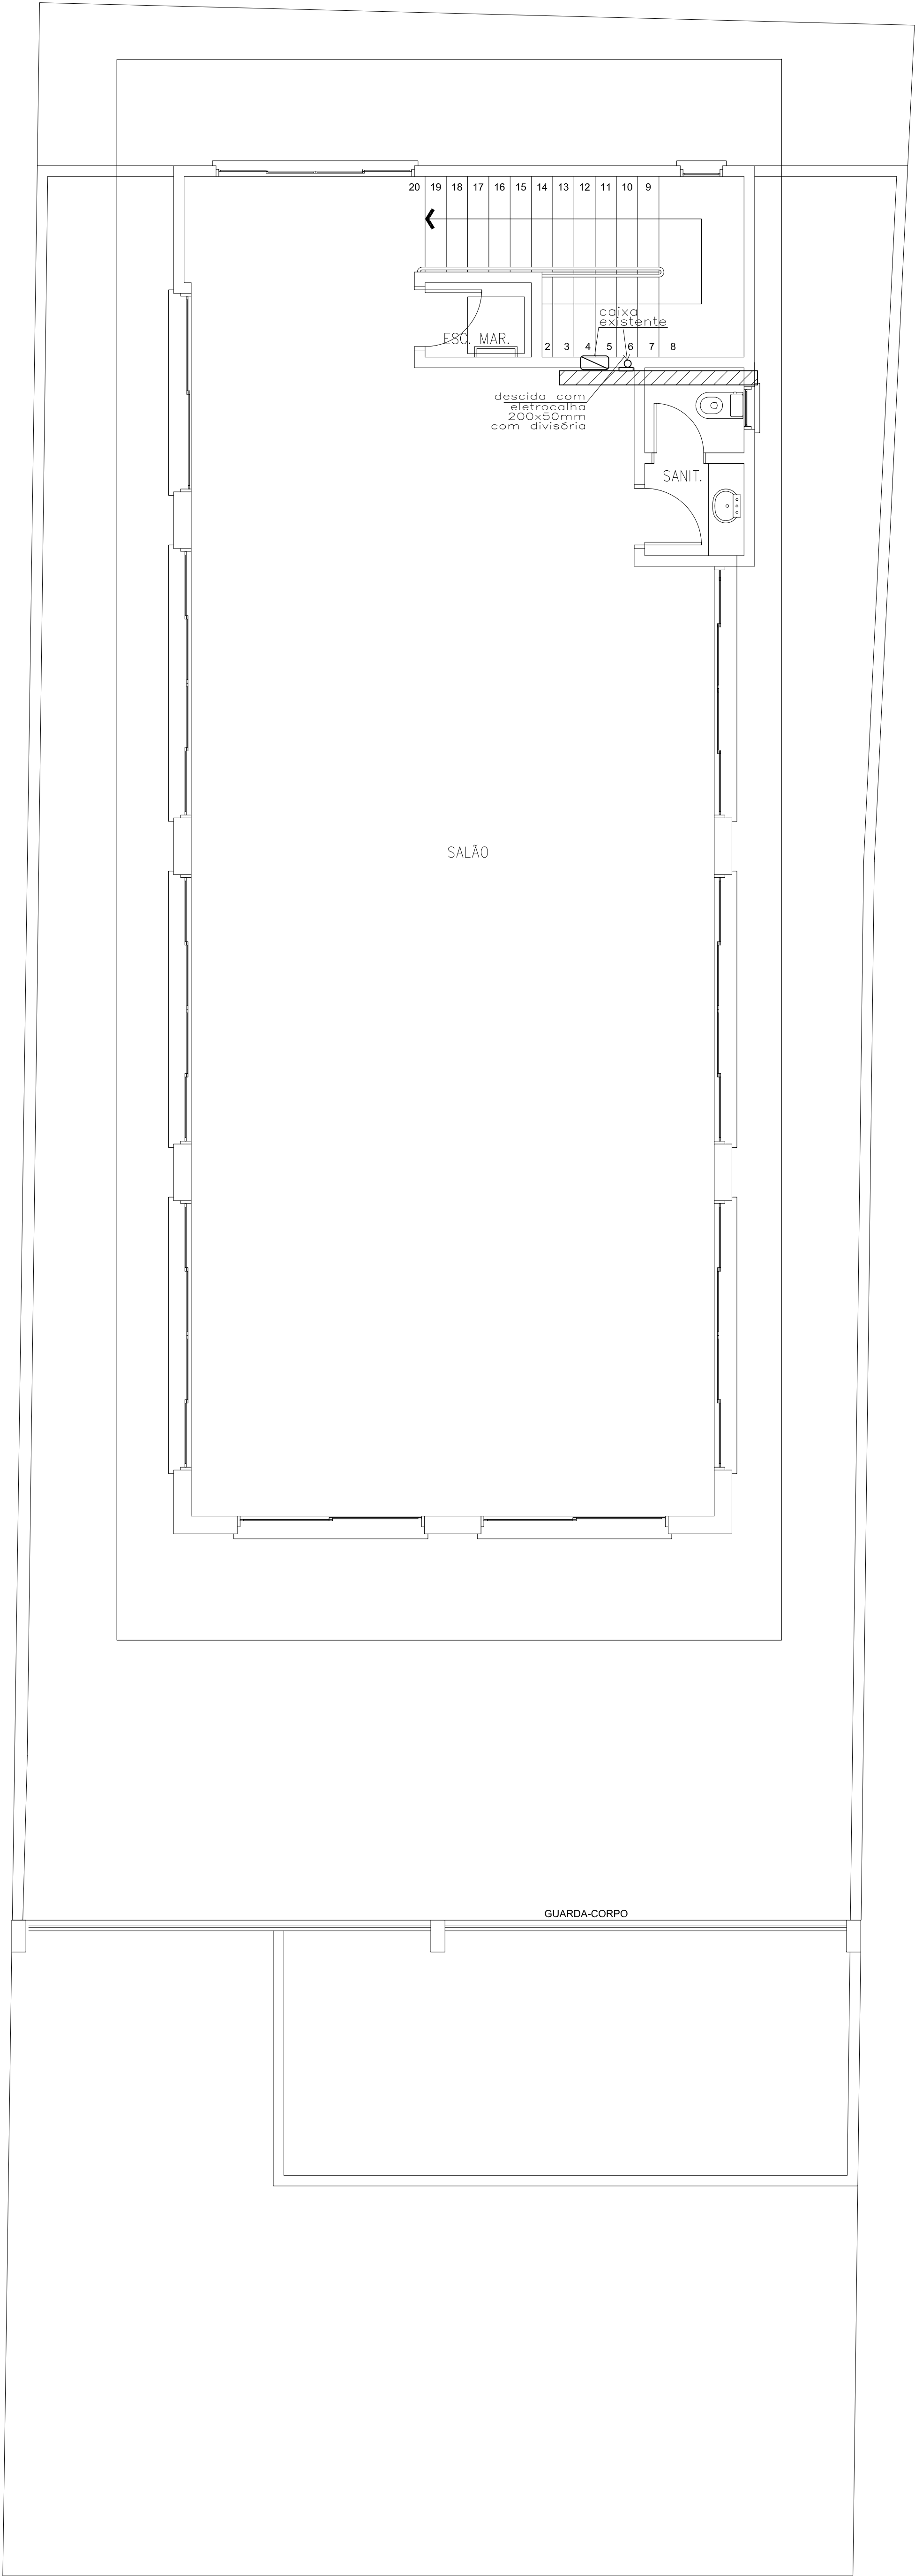 20 19 18 17 16 15 14 13 12 11 10 9
caixa
existente
ESC. MAR.
2 3 4 5 6 7 8
descida com
eletrocalha
200x50mm
com divisória
SANIT.
SALÃO
GUARDA-CORPO